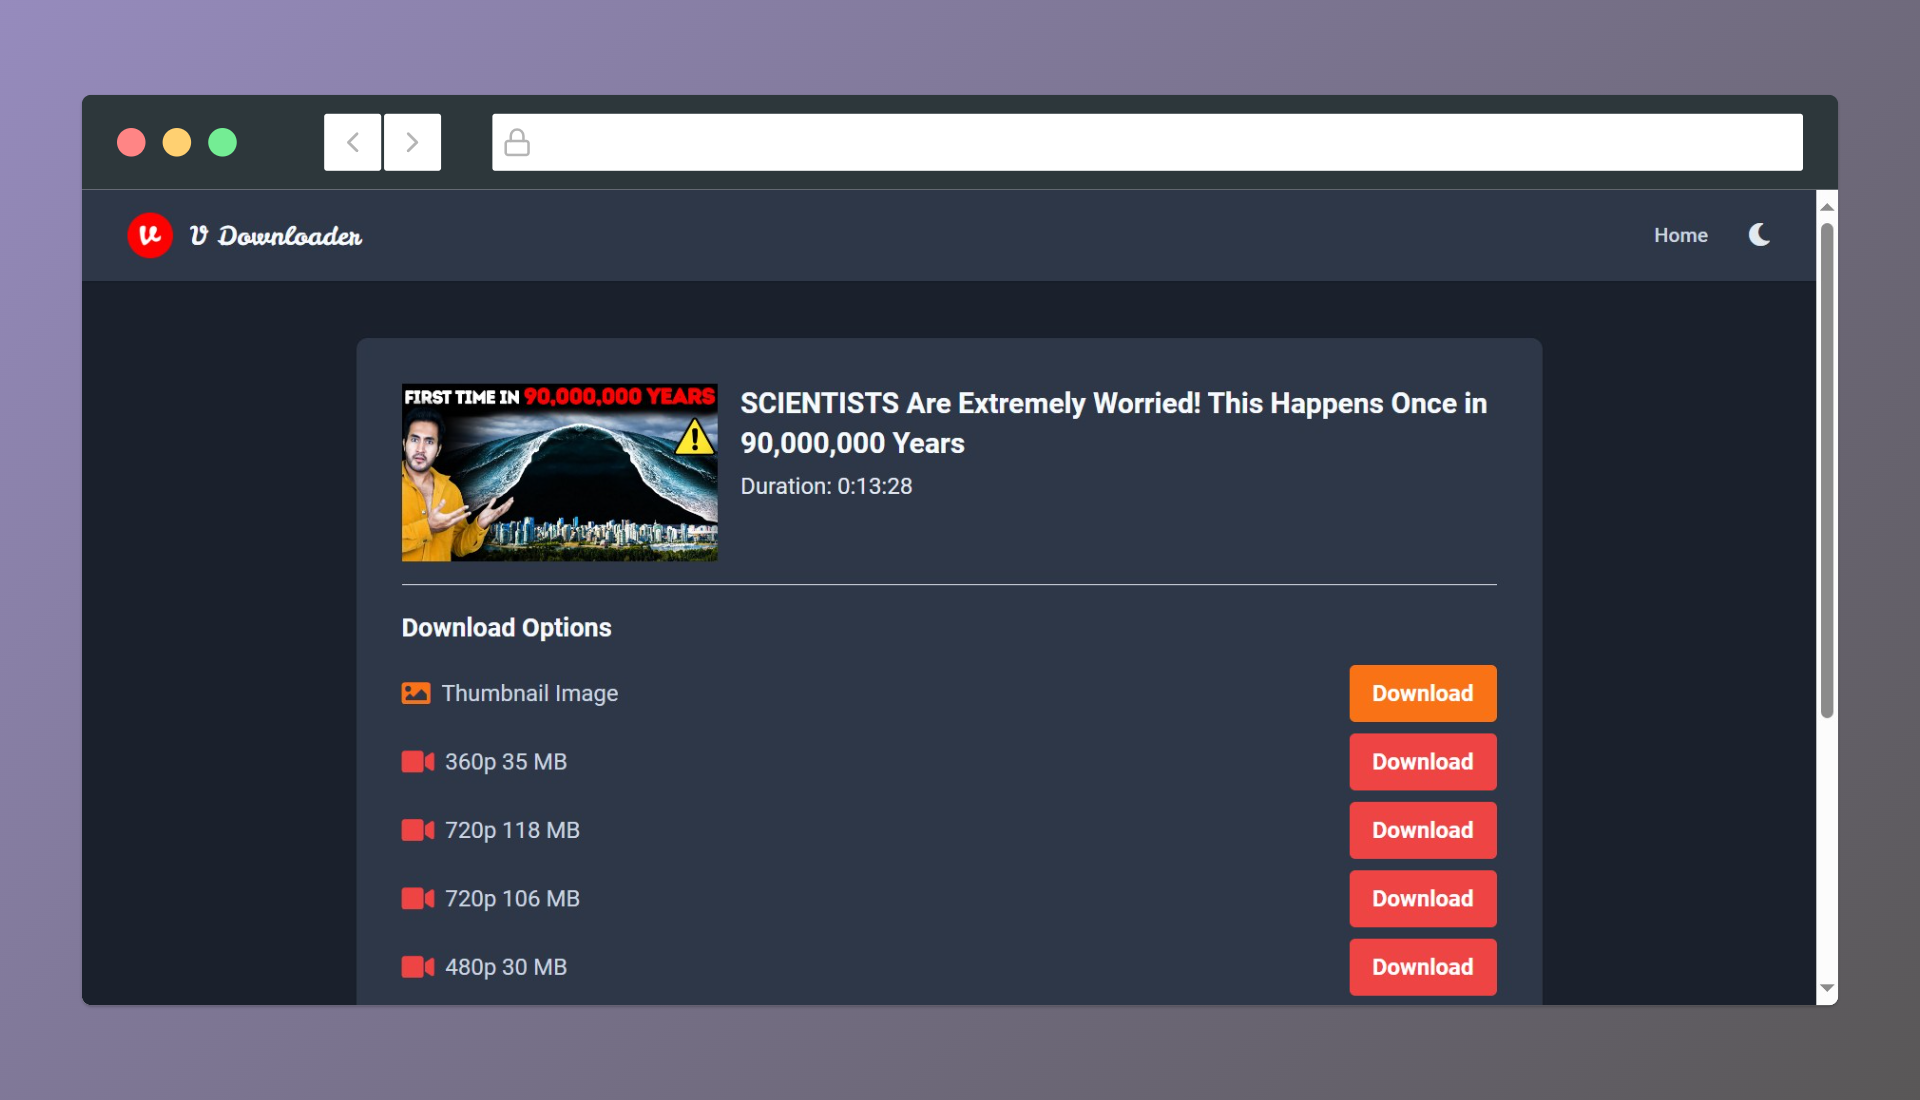 V Downloader
Home
FIRST TIME IN 90,000,000 YEARS
SCIENTISTS Are Extremely Worried! This Happens Once in
90,000,000 Years
Duration: 0:13:28
Download Options
Thumbnail Image
Download
360p 35 MB
Download
720p 118 MB
Download
720p 106 MB
Download
480p 30 MB
Download